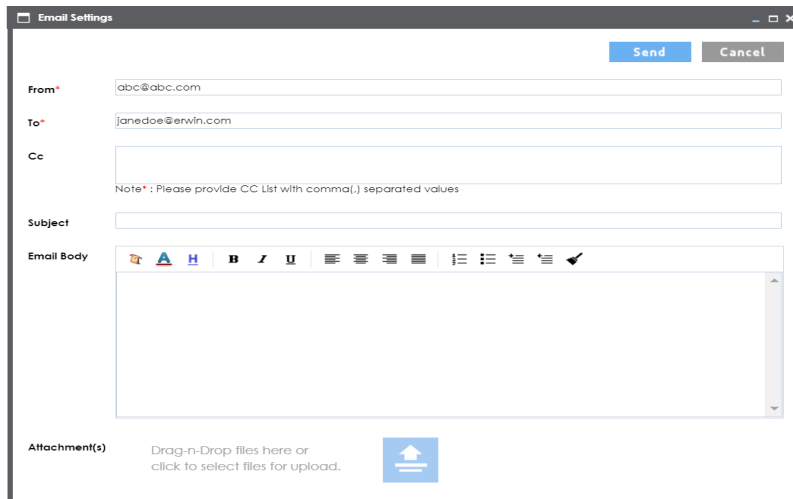 Email Settings
Send Cancel
From* abc@abc.com
To* janedoe@erwin.com
Cc
Note* : Please provide CC List with comma(,) separated values
Subject
Email Body
A H B I U
Attachment(s)
Drag-n-Drop files here or
click to select files for upload.